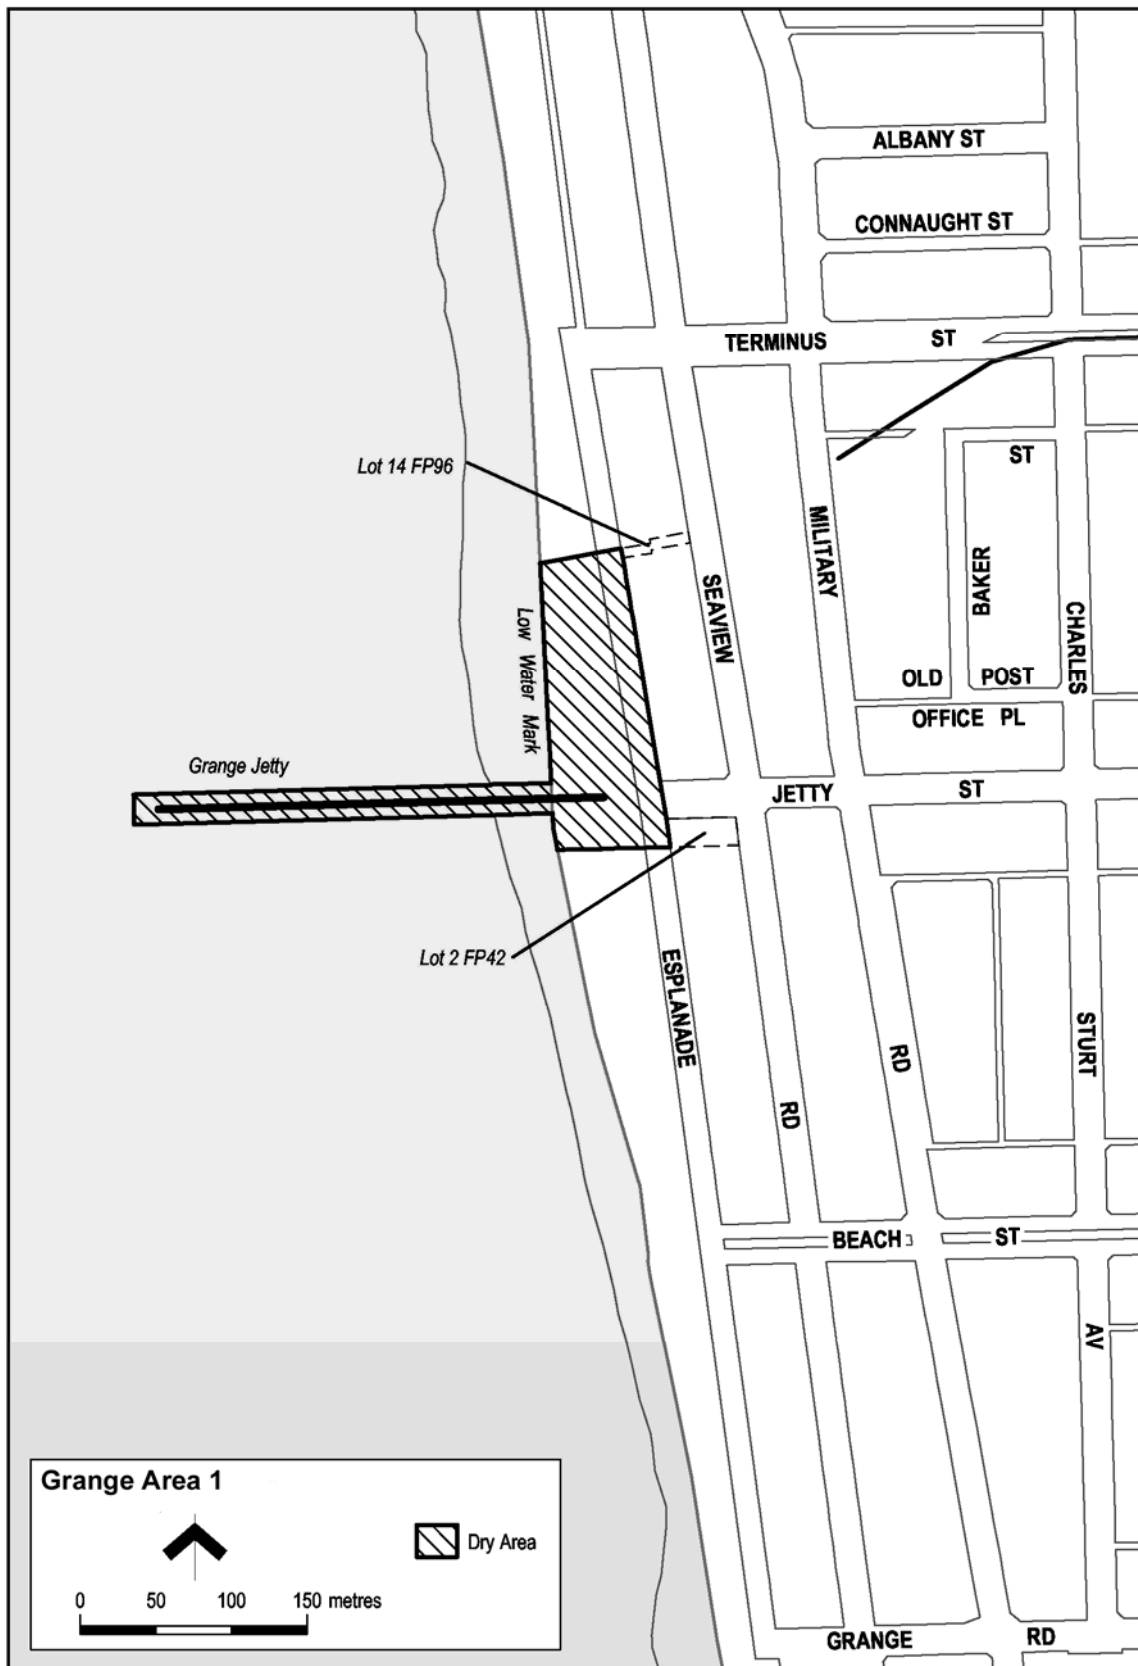 ALBANY ST
CONNAUGHT ST
TERMINUS ST
Lot 14 FP96
ST
MILITARY
BAKER
SEAVIEW
CHARLES
Low Water Mark
OLD POST
OFFICE PL
Grange Jetty
JETTY ST
Lot 2 FP42
ESPLANADE
STURT
RD
RD
BEACH ST
AV
Grange Area 1
Dry Area
0 50 100 150 metres
GRANGE RD